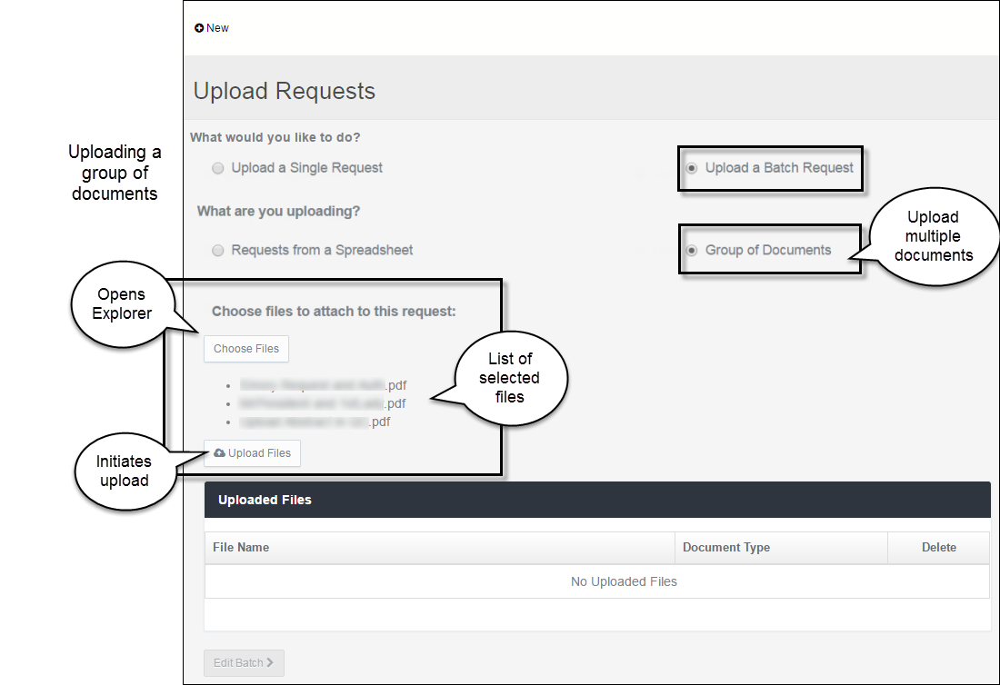 New
Upload Requests
What would you like to do?
Uploading a
group of
documents
Upload a Single Request
Upload a Batch Request
What are you uploading?
Upload
multiple
documents
Requests from a Spreadsheet
Group of Documents
Opens
Explorer
Choose files to attach to this request:
Choose Files
List of
selected
files
.pdf
.pdf
.pdf
Initiates
upload
Upload Files
Uploaded Files
File Name Document Type Delete
No Uploaded Files
Edit Batch